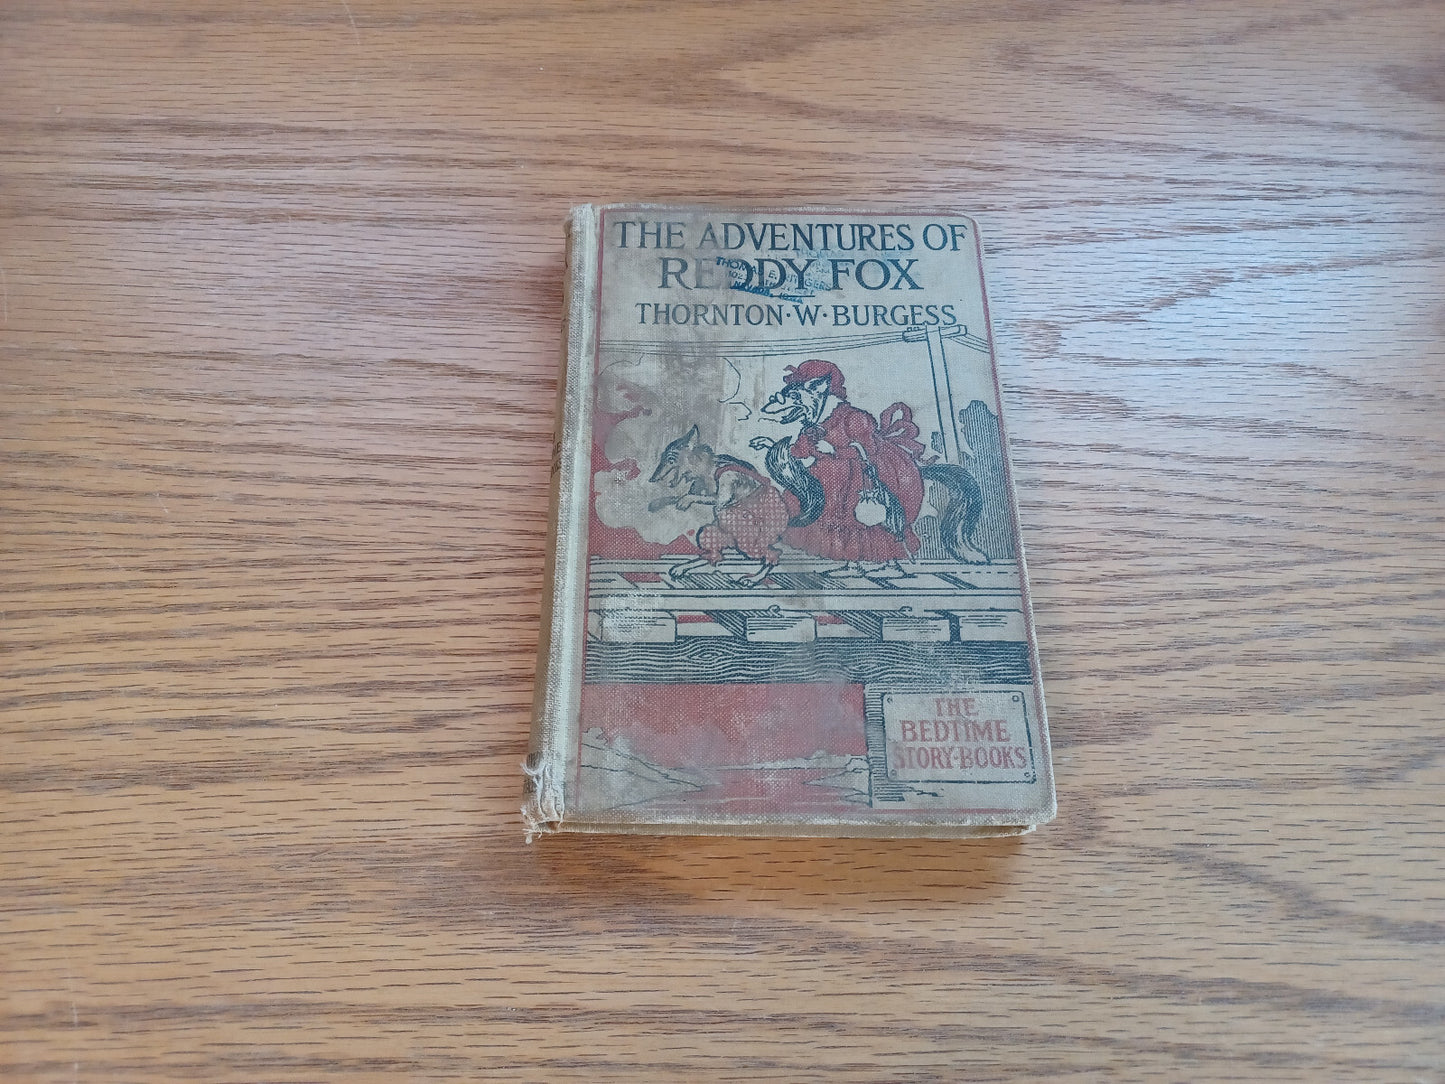 THE ADVENTURES OF
REDDY FOX
THORNTON·W·BURGESS
THE
BEDTIME
STORY-BOOKS